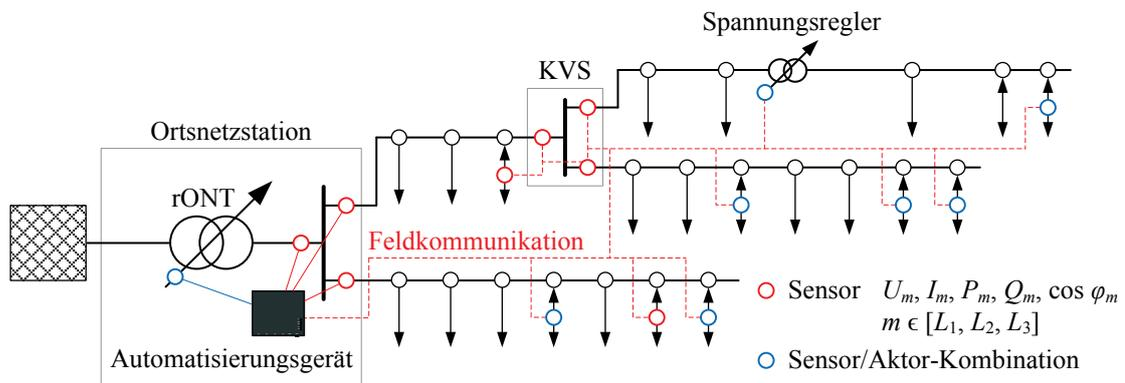 Spannungsregler
KVS
Ortsnetzstation
rONT
Feldkommunikation
Sensor U_m, I_m, P_m, Q_m, cos φ_m
m ϵ [L_1, L_2, L_3]
Automatisierungsgerät
Sensor/Aktor-Kombination